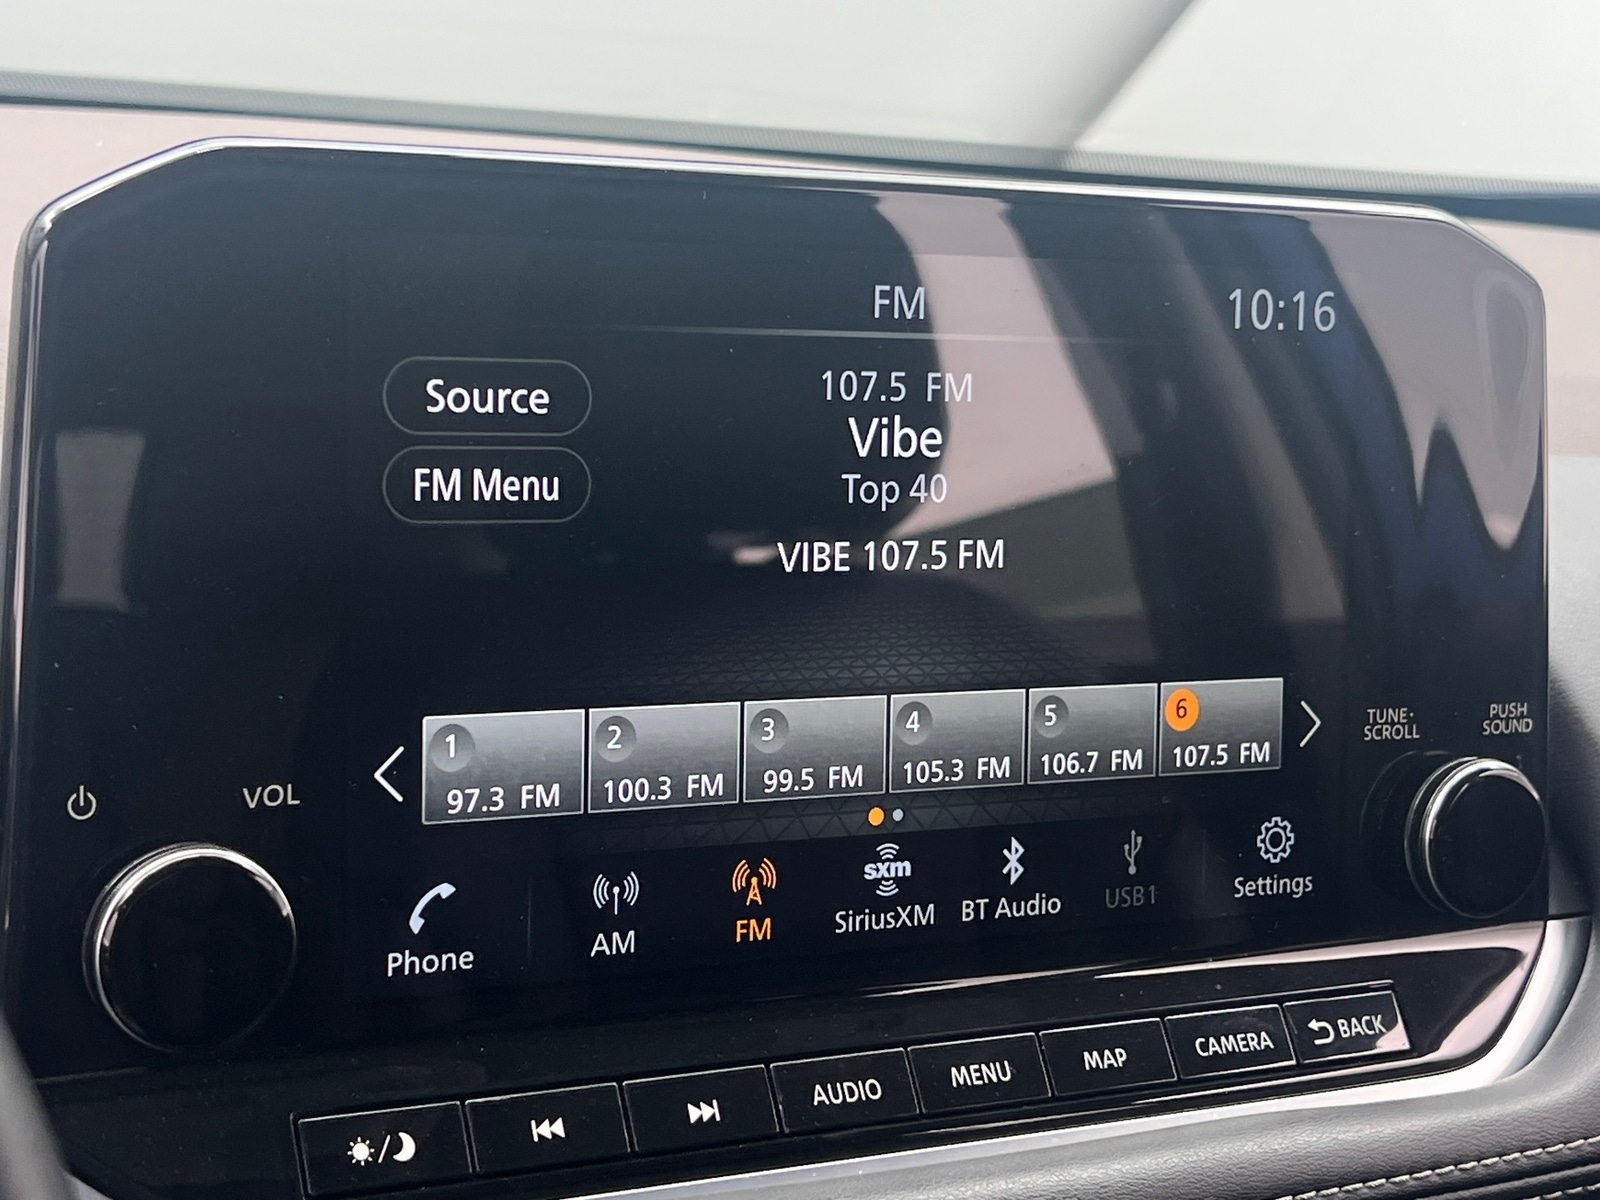 FM
10:16
Source
107.5 FM
Vibe
FM Menu
Top 40
VIBE 107.5 FM
1
97.3 FM
2
100.3 FM
3
99.5 FM
4
105.3 FM
5
106.7 FM
6
107.5 FM
TUNE·
SCROLL
PUSH
SOUND
VOL
Phone
AM
FM
sxm
SiriusXM
BT Audio
USB1
Settings
AUDIO
MENU
MAP
CAMERA
BACK